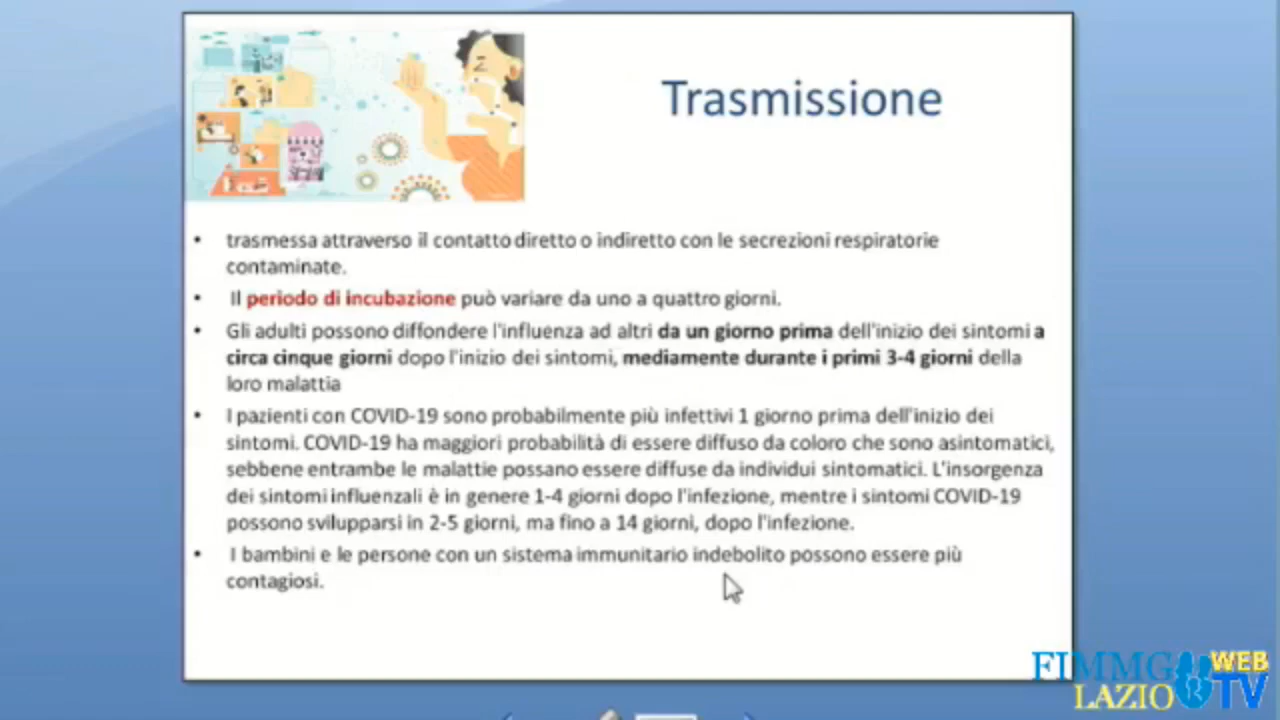 Trasmissione
• trasmessa attraverso il contatto diretto o indiretto con le secrezioni respiratorie
contaminate.
• Il periodo di incubazione può variare da uno a quattro giorni.
• Gli adulti possono diffondere l'influenza ad altri da un giorno prima dell'inizio dei sintomi a
circa cinque giorni dopo l'inizio dei sintomi, mediamente durante i primi 3-4 giorni della
loro malattia
• I pazienti con COVID-19 sono probabilmente più infettivi 1 giorno prima dell'inizio dei
sintomi. COVID-19 ha maggiori probabilità di essere diffuso da coloro che sono asintomatici,
sebbene entrambe le malattie possano essere diffuse da individui sintomatici. L'insorgenza
dei sintomi influenzali è in genere 1-4 giorni dopo l'infezione, mentre i sintomi COVID-19
possono svilupparsi in 2-5 giorni, ma fino a 14 giorni, dopo l'infezione.
• I bambini e le persone con un sistema immunitario indebolito possono essere più
contagiosi.
FIMMG WEB
LAZIO TV